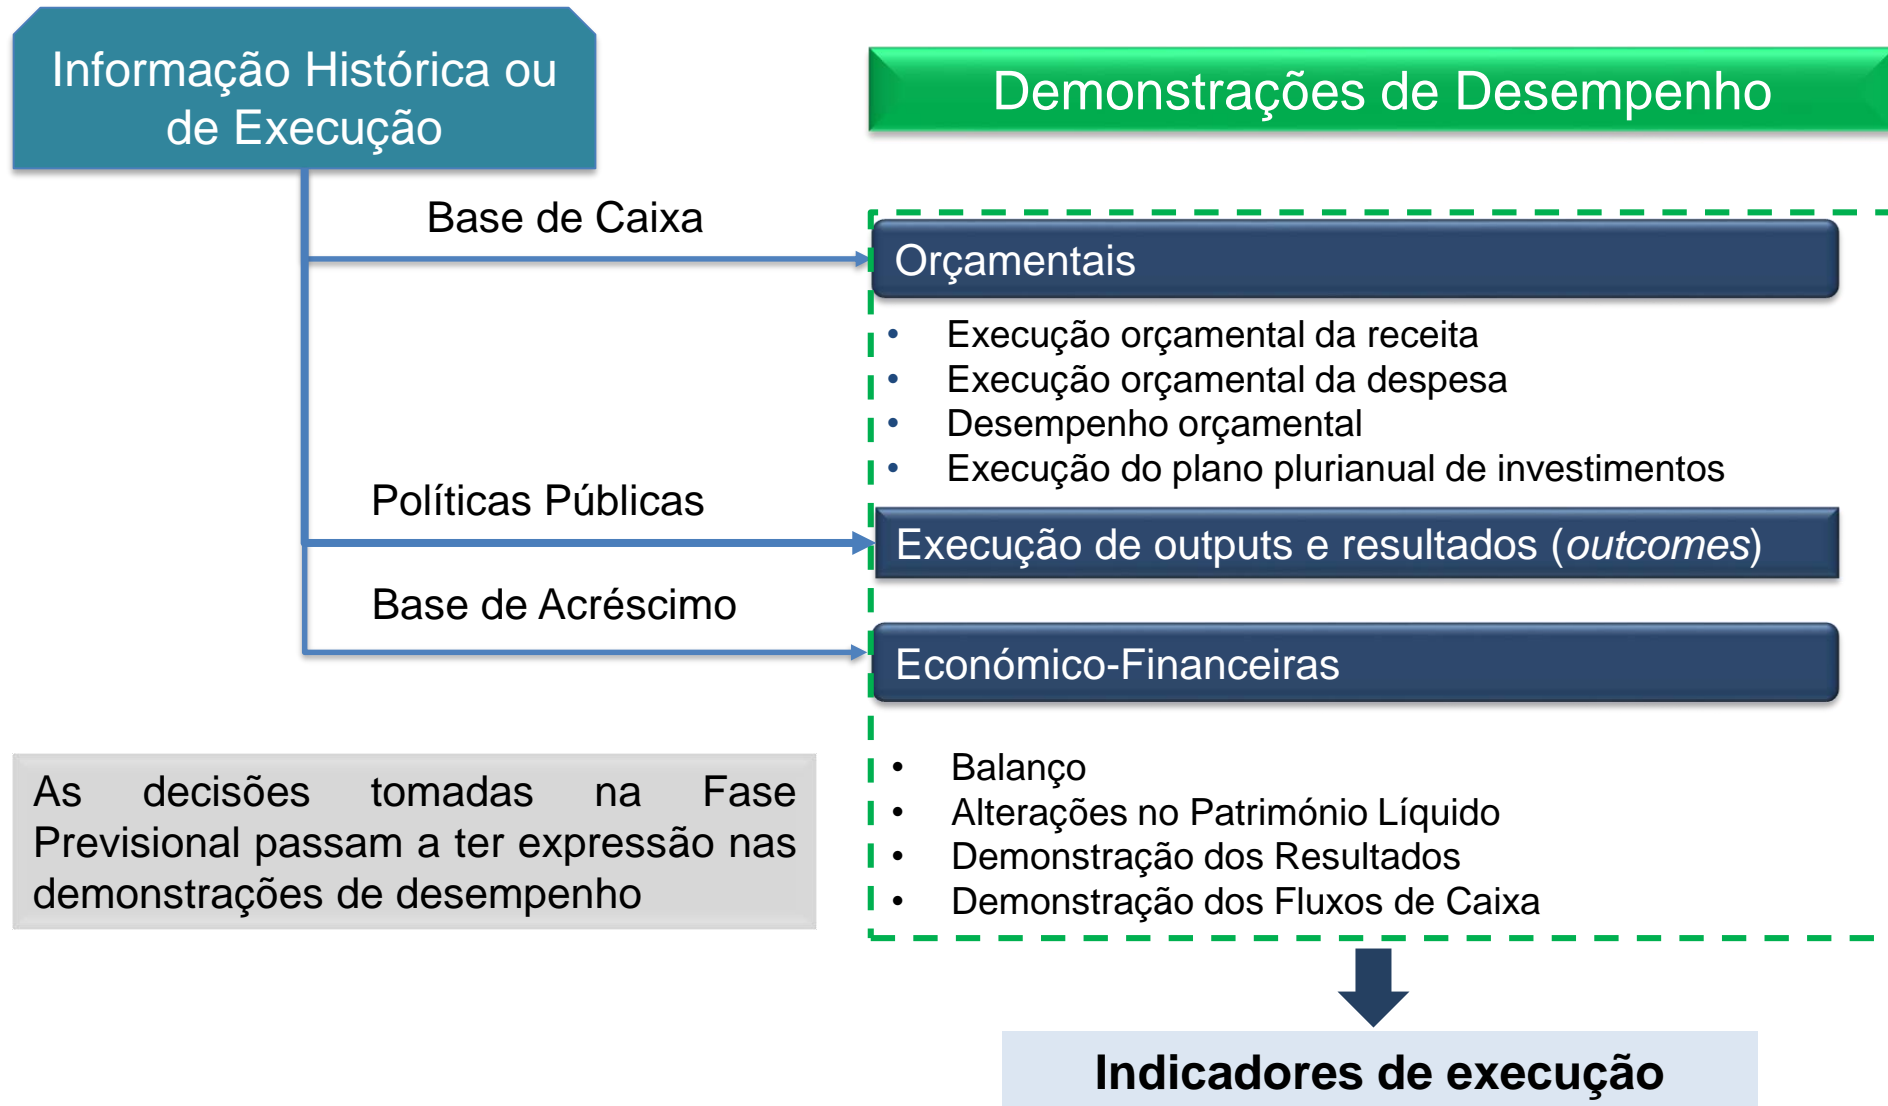 Informação Histórica ou
de Execução
Demonstrações de Desempenho
Base de Caixa
Orçamentais
• Execução orçamental da receita
• Execução orçamental da despesa
• Desempenho orçamental
• Execução do plano plurianual de investimentos
Políticas Públicas
Execução de outputs e resultados (outcomes)
Base de Acréscimo
Económico-Financeiras
• Balanço
• Alterações no Património Líquido
• Demonstração dos Resultados
• Demonstração dos Fluxos de Caixa
As decisões tomadas na Fase
Previsional passam a ter expressão nas
demonstrações de desempenho
Indicadores de execução